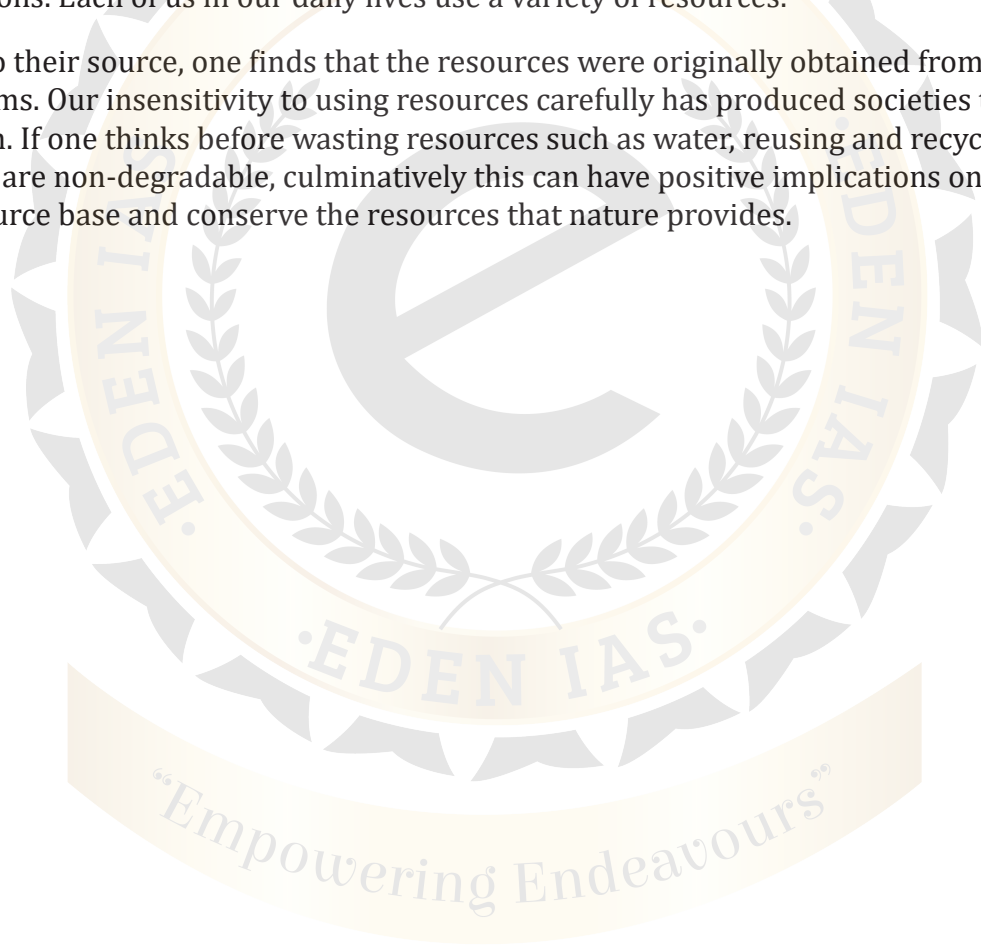 ons. Each of us in our daily lives use a variety of resources.
their source, one finds that the resources were originally obtained from
ms. Our insensitivity to using resources carefully has produced societies
. If one thinks before wasting resources such as water, reusing and recyc
are non-degradable, culminatively this can have positive implications on
urce base and conserve the resources that nature provides.
·EDEN IAS·
·EDEN IAS·
·EDEN IAS·
“Empowering Endeavours”